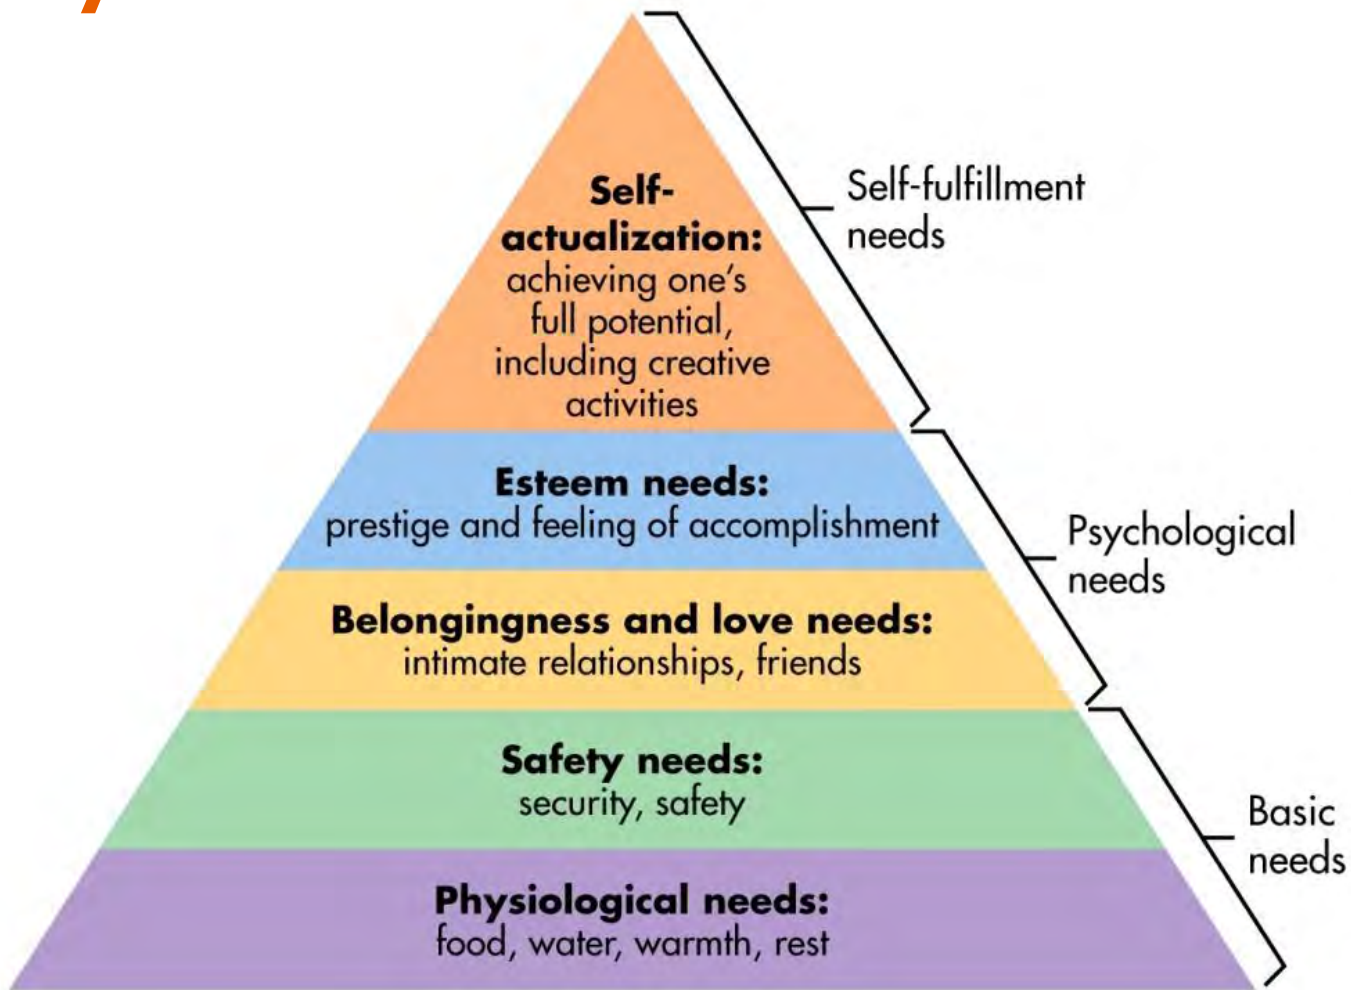 Self-
actualization:
achieving one's
full potential,
including creative
activities
Self-fulfillment
needs
Esteem needs:
prestige and feeling of accomplishment
Psychological
needs
Belongingness and love needs:
intimate relationships, friends
Safety needs:
security, safety
Basic
needs
Physiological needs:
food, water, warmth, rest